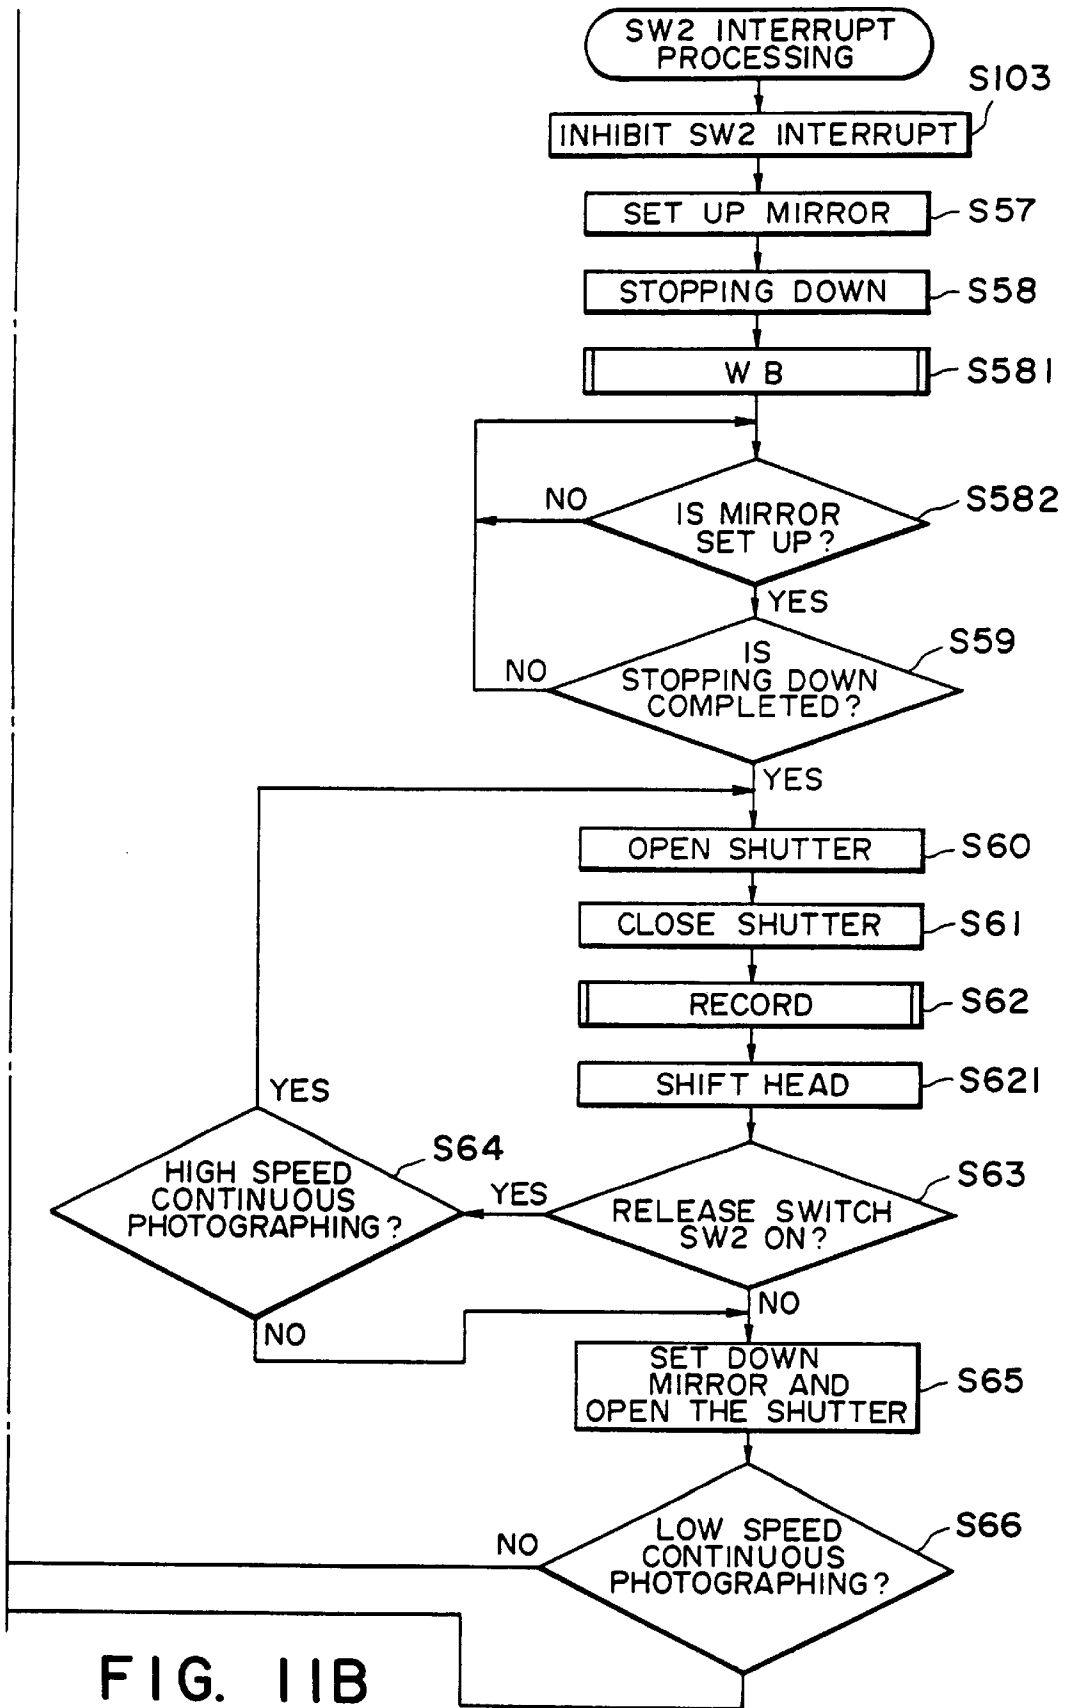 SW2 INTERRUPT
PROCESSING
S103
INHIBIT SW2 INTERRUPT
SET UP MIRROR
S57
STOPPING DOWN
S58
WB
S581
NO
IS MIRROR
SET UP?
S582
YES
NO
IS
STOPPING DOWN
COMPLETED?
S59
YES
OPEN SHUTTER
S60
CLOSE SHUTTER
S61
RECORD
S62
SHIFT HEAD
S621
YES
HIGH SPEED
CONTINUOUS
PHOTOGRAPHING?
S64
YES
RELEASE SWITCH
SW2 ON?
S63
NO
NO
SET DOWN
MIRROR AND
OPEN THE SHUTTER
S65
NO
LOW SPEED
CONTINUOUS
PHOTOGRAPHING?
S66
FIG. 11B